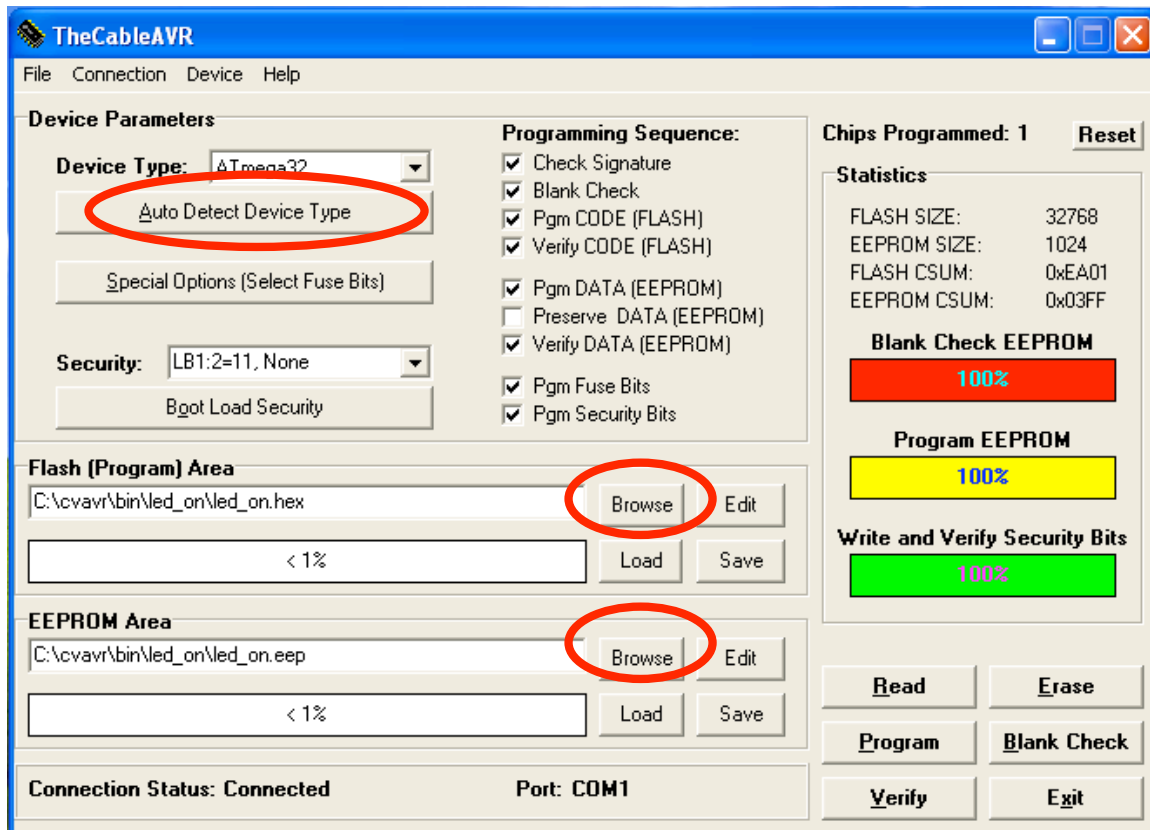 TheCableAVR
File Connection Device Help
Device Parameters
Device Type: ATmega32
Auto Detect Device Type
Special Options (Select Fuse Bits)
Security: LB1:2=11, None
Boot Load Security
Programming Sequence:
Check Signature
Blank Check
Pgm CODE (FLASH)
Verify CODE (FLASH)
Pgm DATA (EEPROM)
Preserve DATA (EEPROM)
Verify DATA (EEPROM)
Pgm Fuse Bits
Pgm Security Bits
Chips Programmed: 1 Reset
Statistics
FLASH SIZE: 32768
EEPROM SIZE: 1024
FLASH CSUM: 0xEA01
EEPROM CSUM: 0x03FF
Blank Check EEPROM
100%
Program EEPROM
100%
Write and Verify Security Bits
100%
Flash (Program) Area
C:\cvavr\bin\led_on\led_on.hex Browse Edit
< 1% Load Save
EEPROM Area
C:\cvavr\bin\led_on\led_on.eep Browse Edit
< 1% Load Save
Read Erase
Program Blank Check
Verify Exit
Connection Status: Connected Port: COM1